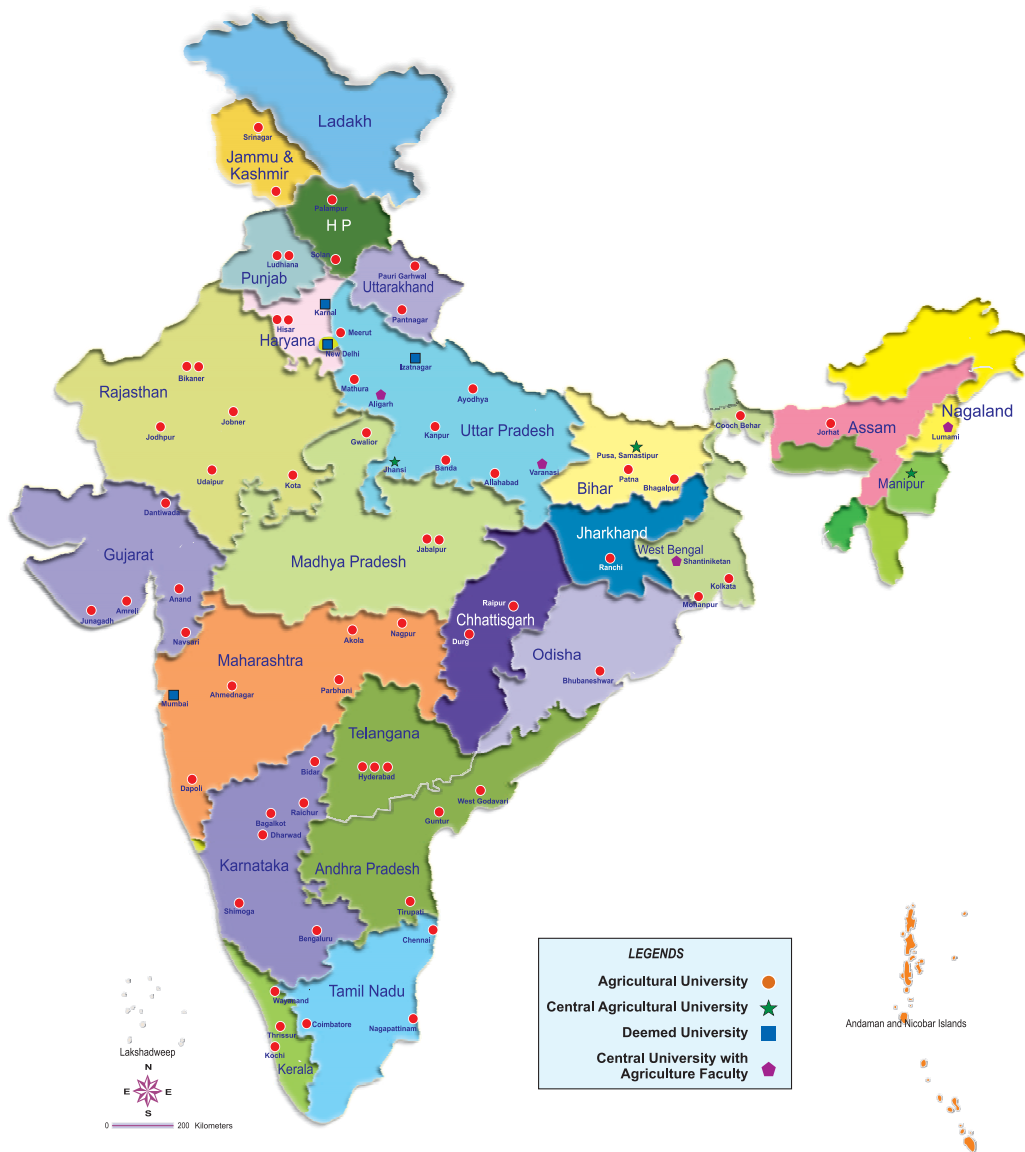 Ladakh
Srinagar
Jammu &
Kashmir
Palampur
H P
Solan
Ludhiana
Punjab
Pauri Garhwal
Uttarakhand
Pantnagar
Karnal
Hisar
Haryana
New Delhi
Meerut
Izatnagar
Bikaner
Rajasthan
Mathura
Aligarh
Ayodhya
Jobner
Jodhpur
Gwalior
Kanpur
Uttar Pradesh
Cooch Behar
Jorhat
Assam
Nagaland
Lumami
Udaipur
Kota
Jhansi
Banda
Allahabad
Varanasi
Pusa, Samastipur
Patna
Bihar
Bhagalpur
Manipur
Dantiwada
Gujarat
Madhya Pradesh
Jabalpur
Jharkhand
Ranchi
West Bengal
Shantiniketan
Kolkata
Mohanpur
Anand
Amreli
Junagadh
Navsari
Raipur
Chhattisgarh
Durg
Akola
Nagpur
Maharashtra
Odisha
Bhubaneshwar
Mumbai
Ahmednagar
Parbhani
Telangana
Bidar
Hyderabad
Dapoli
Raichur
West Godavari
Bagalkot
Guntur
Dharwad
Karnataka
Andhra Pradesh
Shimoga
Tirupati
Bengaluru
Chennai
Wayanand
Tamil Nadu
Thrissur
Coimbatore
Nagapattinam
Kochi
Kerala
Lakshadweep
N
E E
S
0 200 Kilometers
LEGENDS
Agricultural University
Central Agricultural University
Deemed University
Central University with
Agriculture Faculty
Andaman and Nicobar Islands